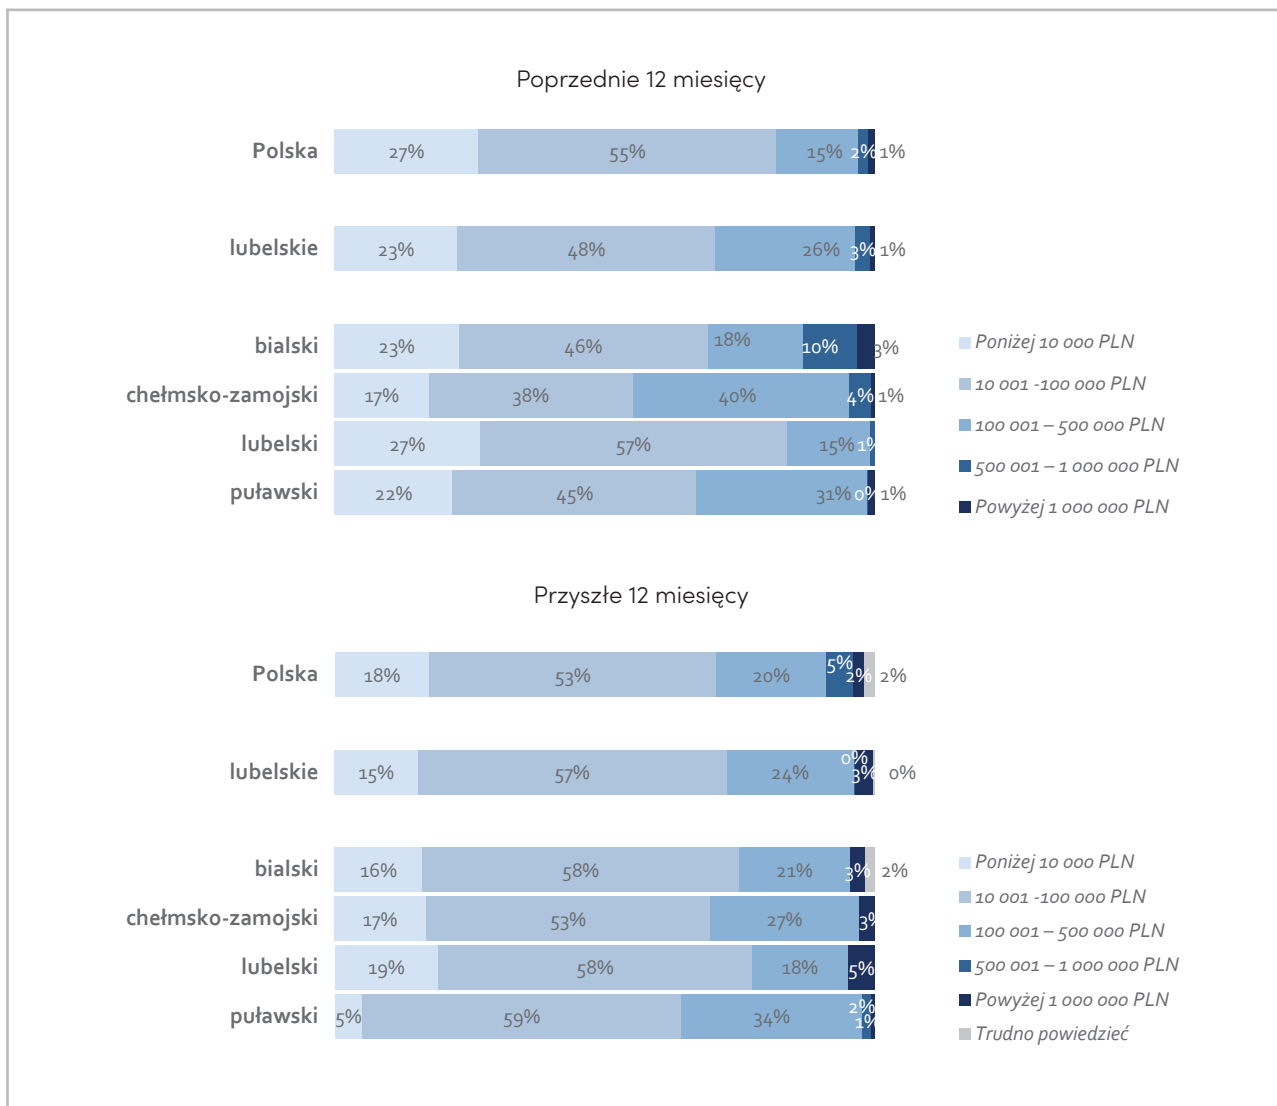 Poprzednie 12 miesięcy
Polska 27% 55% 15% 2% 1%
lubelskie 23% 48% 26% 3% 1%
bialski 23% 46% 18% 10% 3%
chełmsko-zamojski 17% 38% 40% 4% 1%
lubelski 27% 57% 15% 1%
puławski 22% 45% 31% 0% 1%
Poniżej 10 000 PLN
10 001 -100 000 PLN
100 001 – 500 000 PLN
500 001 – 1 000 000 PLN
Powyżej 1 000 000 PLN
Przyszłe 12 miesięcy
Polska 18% 53% 20% 5% 2% 2%
lubelskie 15% 57% 24% 0% 3% 0%
bialski 16% 58% 21% 3% 2%
chełmsko-zamojski 17% 53% 27% 3%
lubelski 19% 58% 18% 5%
puławski 5% 59% 34% 2% 1%
Poniżej 10 000 PLN
10 001 -100 000 PLN
100 001 – 500 000 PLN
500 001 – 1 000 000 PLN
Powyżej 1 000 000 PLN
Trudno powiedzieć